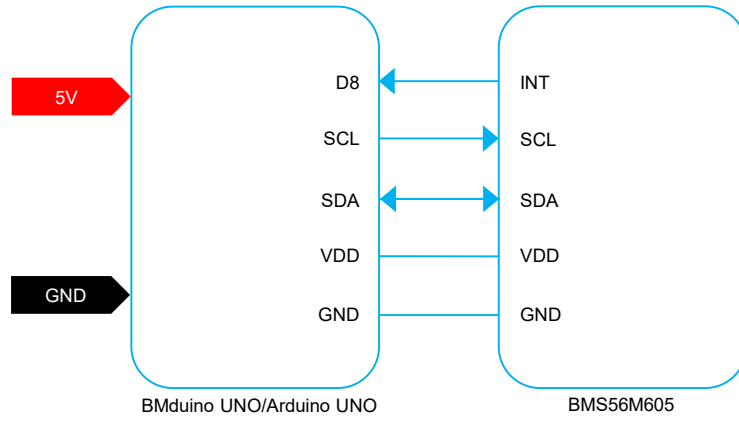 5V
D8 INT
SCL SCL
SDA SDA
VDD VDD
GND
GND GND
BMduino UNO/Arduino UNO BMS56M605